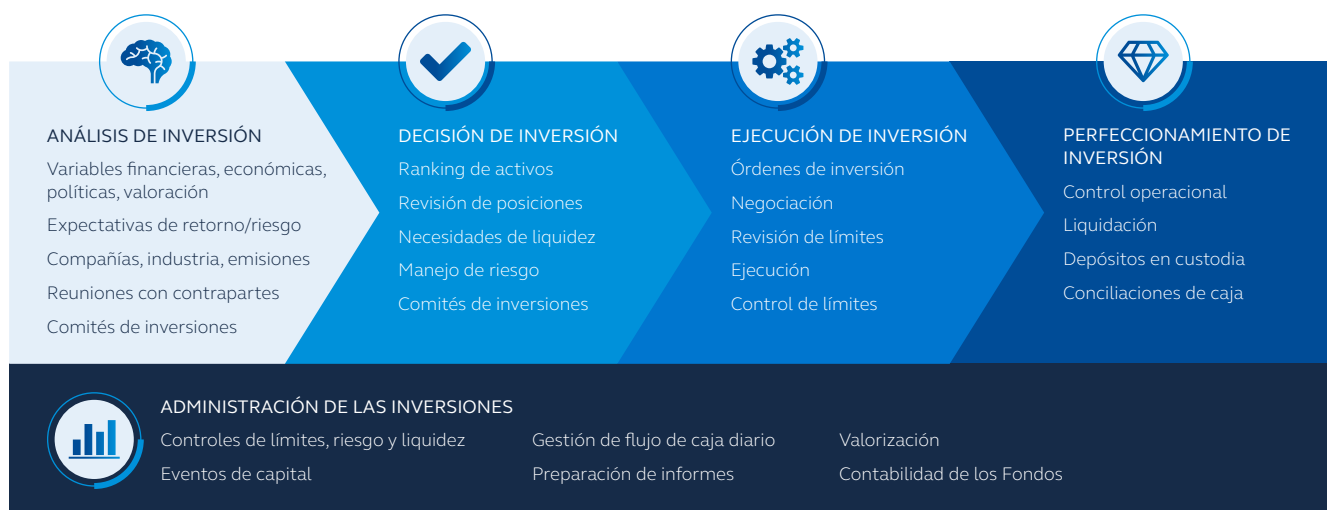 ANÁLISIS DE INVERSIÓN
Variables financieras, económicas,
políticas, valoración
Expectativas de retorno/riesgo
Compañías, industria, emisiones
Reuniones con contrapartes
Comités de inversiones
DECISIÓN DE INVERSIÓN
Ranking de activos
Revisión de posiciones
Necesidades de liquidez
Manejo de riesgo
Comités de inversiones
EJECUCIÓN DE INVERSIÓN
Órdenes de inversión
Negociación
Revisión de límites
Ejecución
Control de límites
PERFECCIONAMIENTO DE
INVERSIÓN
Control operacional
Liquidación
Depósitos en custodia
Conciliaciones de caja
ADMINISTRACIÓN DE LAS INVERSIONES
Controles de límites, riesgo y liquidez
Eventos de capital
Gestión de flujo de caja diario
Preparación de informes
Valorización
Contabilidad de los Fondos